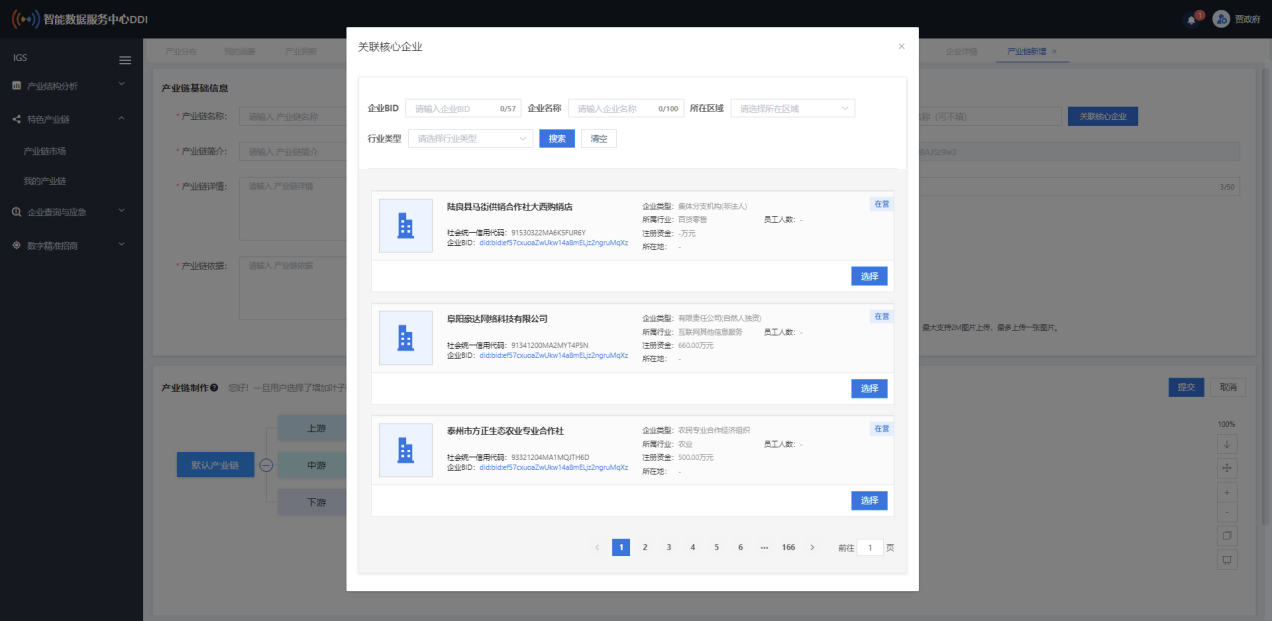 智能数据服务中心DDI
1
贾政府
IGS
产业结构分析
特色产业链
产业链市场
我的产业链
企业查询与应急
数字精准招商
产业分布
产业洞察
企业详情
产业链新增 ×
产业链基础信息
* 产业链名称: 请输入 产业链名称
称（可不填）
关联核心企业
* 产业链简介: 请输入 产业链简介
* 产业链详情: 请输入 产业链详情
3/50
* 产业链依据: 请输入 产业链依据
最大支持2M图片上传，最多上传一张图片。
产业链制作
您好！一旦用户选择了增加叶子
提交
取消
默认产业链
上游
中游
下游
100%
关联核心企业
×
企业BID 请输入企业BID 0/57 企业名称 请输入企业名称 0/100 所在区域 请选择所在区域
行业类型 请选择行业类型 搜索 清空
陆良县马街供销合作社大西购销店
社会统一信用代码: 91530322MA6K5FUR6Y
企业BID: did:bid:ef57cxuoaZwUkw14a8mELjz2ngruMqXz
企业类型: 集体分支机构(非法人)
所属行业: 百货零售 员工人数: -
注册资金: -万元
所在地: -
在营
选择
阜阳豪达网络科技有限公司
社会统一信用代码: 91341200MA2MYT4P5N
企业BID: did:bid:ef57cxuoaZwUkw14a8mELjz2ngruMqXz
企业类型: 有限责任公司(自然人独资)
所属行业: 互联网其他信息服务 员工人数: -
注册资金: 660.00万元
所在地: -
在营
选择
泰州市方正生态农业专业合作社
社会统一信用代码: 93321204MA1MQJTH6D
企业BID: did:bid:ef57cxuoaZwUkw14a8mELjz2ngruMqXz
企业类型: 农民专业合作经济组织
所属行业: 农业 员工人数: -
注册资金: 500.00万元
所在地: -
在营
选择
1 2 3 4 5 6 ··· 166 前往 1 页